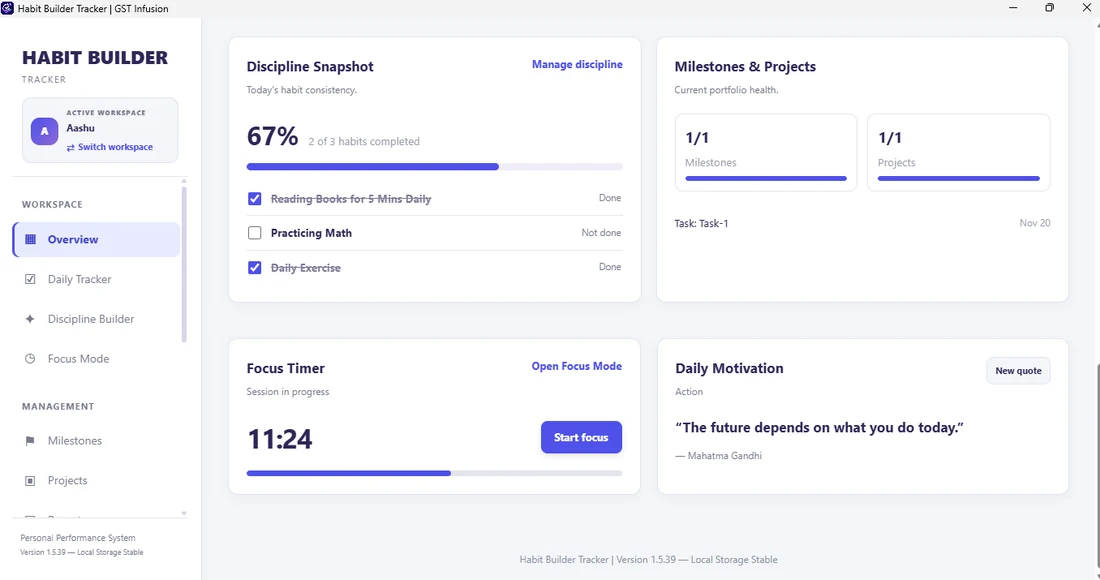 Habit Builder Tracker | GST Infusion
HABIT BUILDER
TRACKER
A
ACTIVE WORKSPACE
Aashu
⇄ Switch workspace
WORKSPACE
Overview
Daily Tracker
Discipline Builder
Focus Mode
MANAGEMENT
Milestones
Projects
Personal Performance System
Version 1.5.39 — Local Storage Stable
Discipline Snapshot
Manage discipline
Today's habit consistency.
67% 2 of 3 habits completed
Reading Books for 5 Mins Daily Done
Practicing Math Not done
Daily Exercise Done
Milestones & Projects
Current portfolio health.
1/1
Milestones
1/1
Projects
Task: Task-1 Nov 20
Focus Timer
Open Focus Mode
Session in progress
11:24
Start focus
Daily Motivation
New quote
Action
“The future depends on what you do today.”
— Mahatma Gandhi
Habit Builder Tracker | Version 1.5.39 — Local Storage Stable